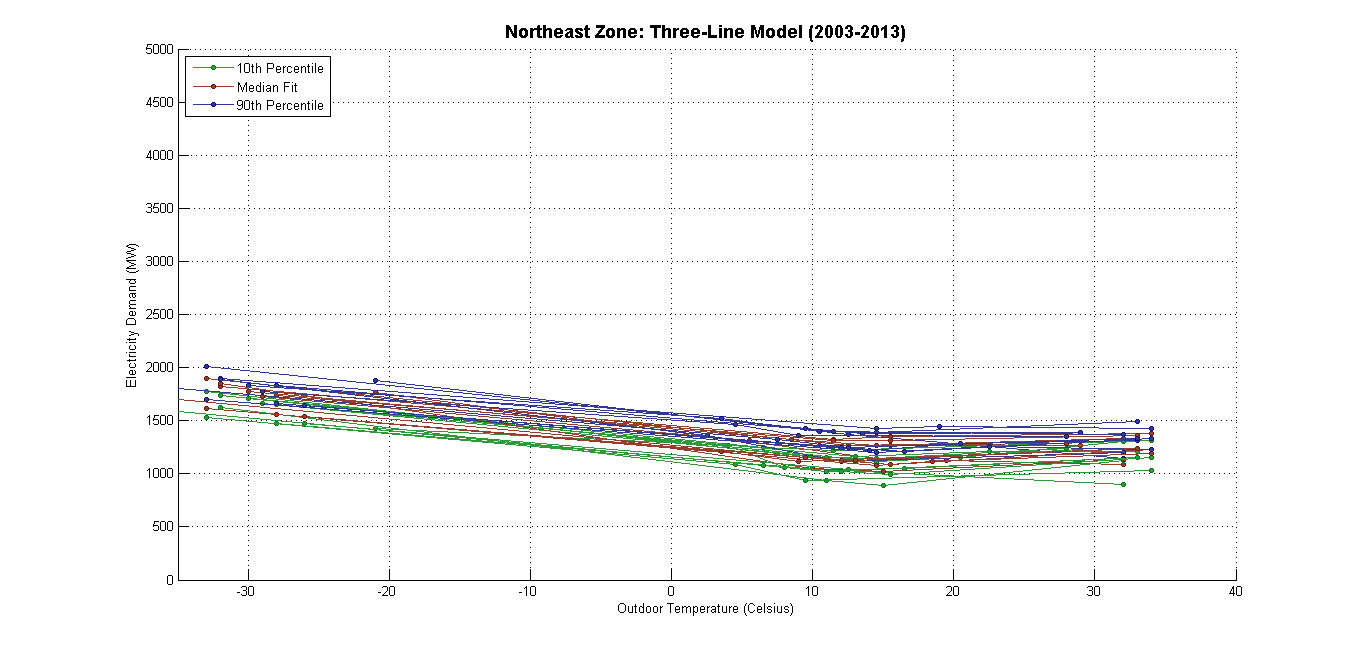 Northeast Zone: Three-Line Model (2003-2013)
5000
4500
4000
3500
3000
2500
2000
1500
1000
500
0
10th Percentile
Median Fit
90th Percentile
Electricity Demand (MW)
-30 -20 -10 0 10 20 30 40
Outdoor Temperature (Celsius)